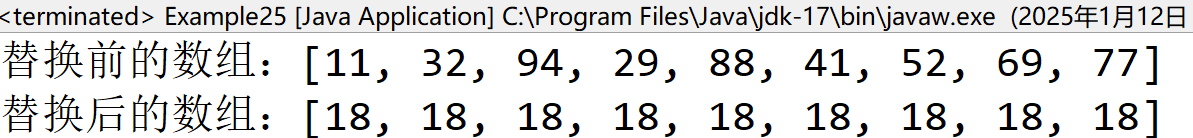 <terminated> Example25 [Java Application] C:\Program Files\Java\jdk-17\bin\javaw.exe  (2025年1月12日
替换前的数组：[11, 32, 94, 29, 88, 41, 52, 69, 77]
替换后的数组：[18, 18, 18, 18, 18, 18, 18, 18, 18]